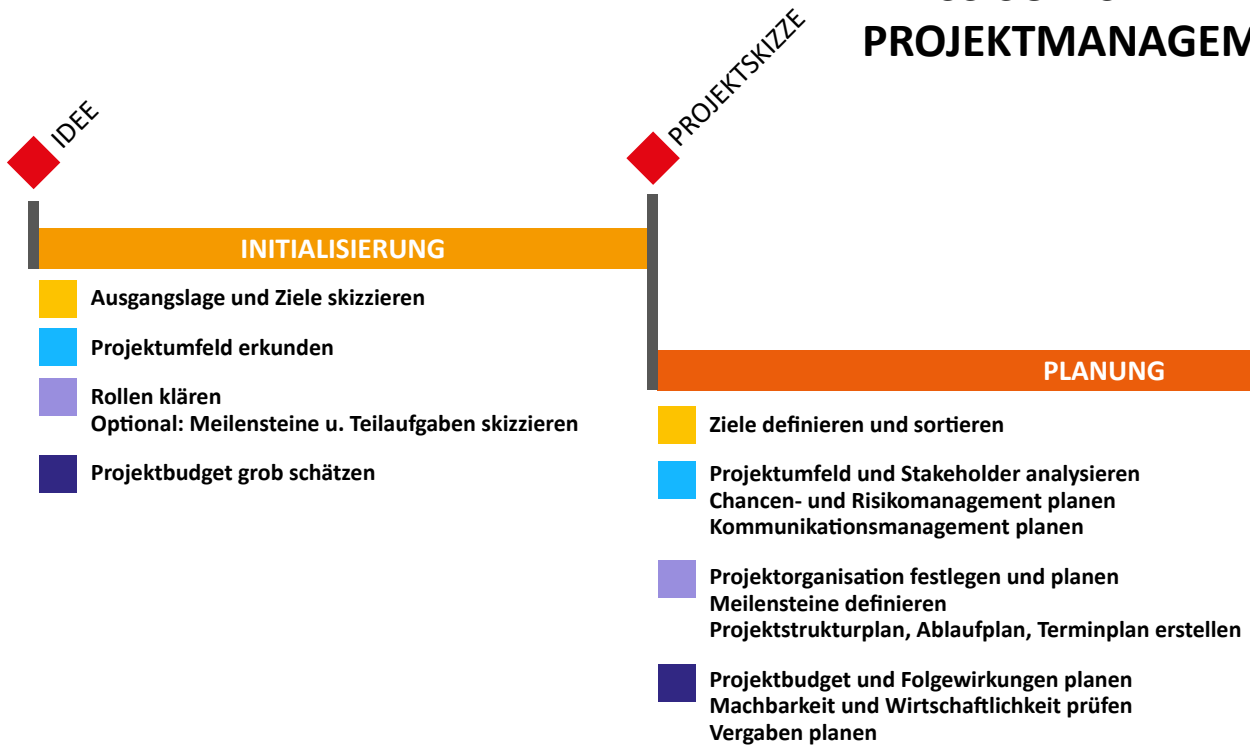 PROJEKTMANAGEM
IDEE
PROJEKTSKIZZE
INITIALISIERUNG
Ausgangslage und Ziele skizzieren
Projektumfeld erkunden
Rollen klären
Optional: Meilensteine u. Teilaufgaben skizzieren
Projektbudget grob schätzen
PLANUNG
Ziele definieren und sortieren
Projektumfeld und Stakeholder analysieren
Chancen- und Risikomanagement planen
Kommunikationsmanagement planen
Projektorganisation festlegen und planen
Meilensteine definieren
Projektstrukturplan, Ablaufplan, Terminplan erstellen
Projektbudget und Folgewirkungen planen
Machbarkeit und Wirtschaftlichkeit prüfen
Vergaben planen